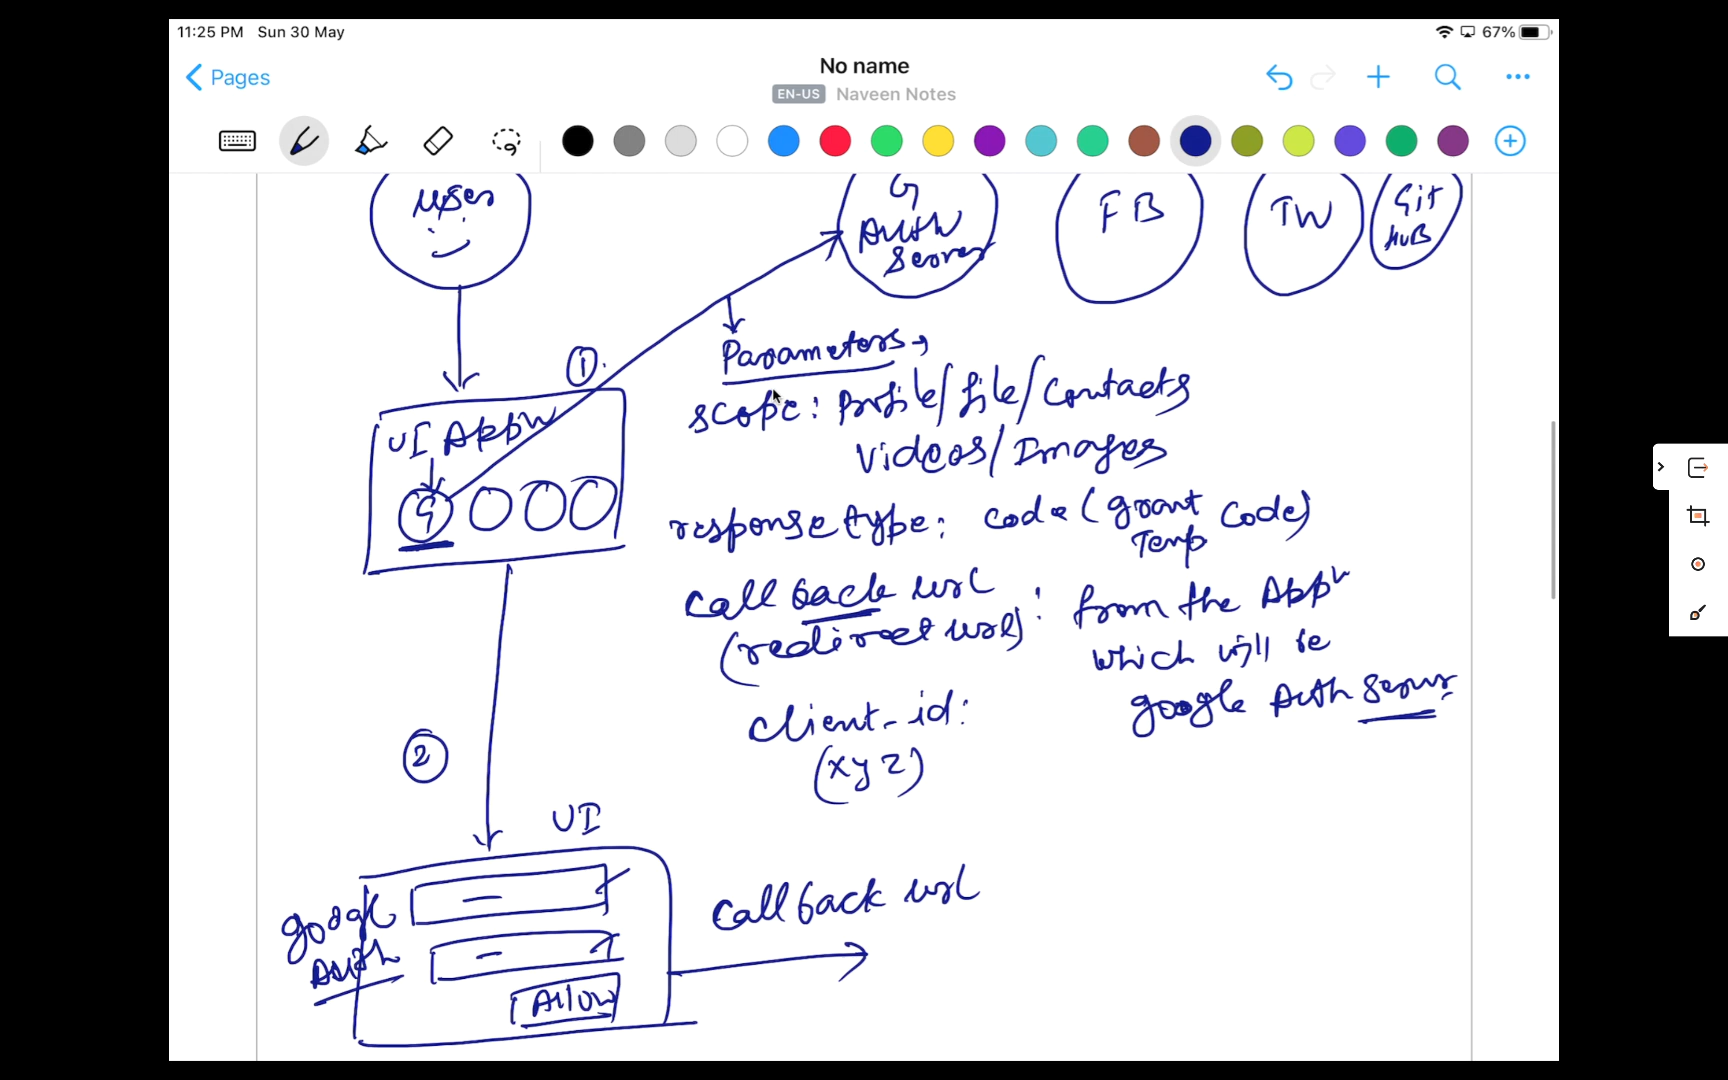 11:25 PM Sun 30 May
67%
Pages
No name
EN-US Naveen Notes
User
G
Auth
Server
FB
TW
Git
HUB
①
Parameters →
scope: Profile/file/Contacts
Videos/Images
UI Appn
G
response type: code (grant Code)
Temp
call back url
(redirect url) : from the Appn
which will be
google Auth Server
client-id:
(xyz)
②
UI
google
Auth
Allow
Call back url